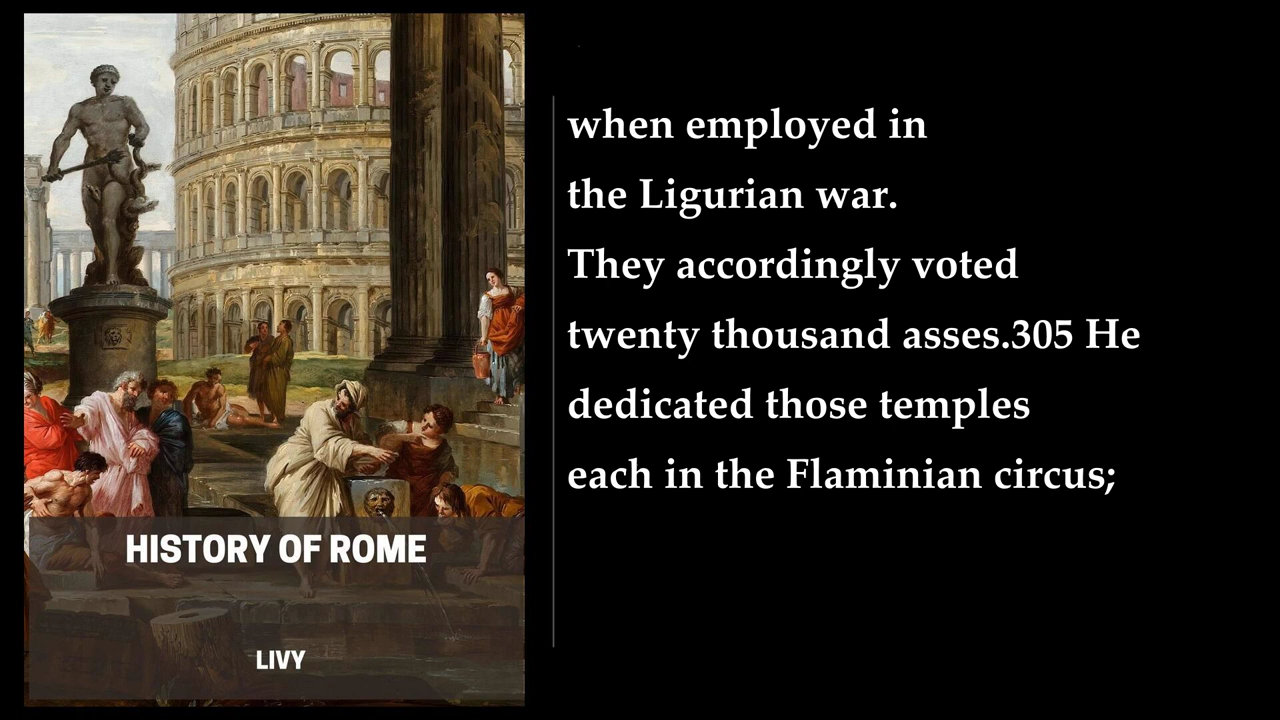 HISTORY OF ROME
LIVY
when employed in
the Ligurian war.
They accordingly voted
twenty thousand asses.305 He
dedicated those temples
each in the Flaminian circus;